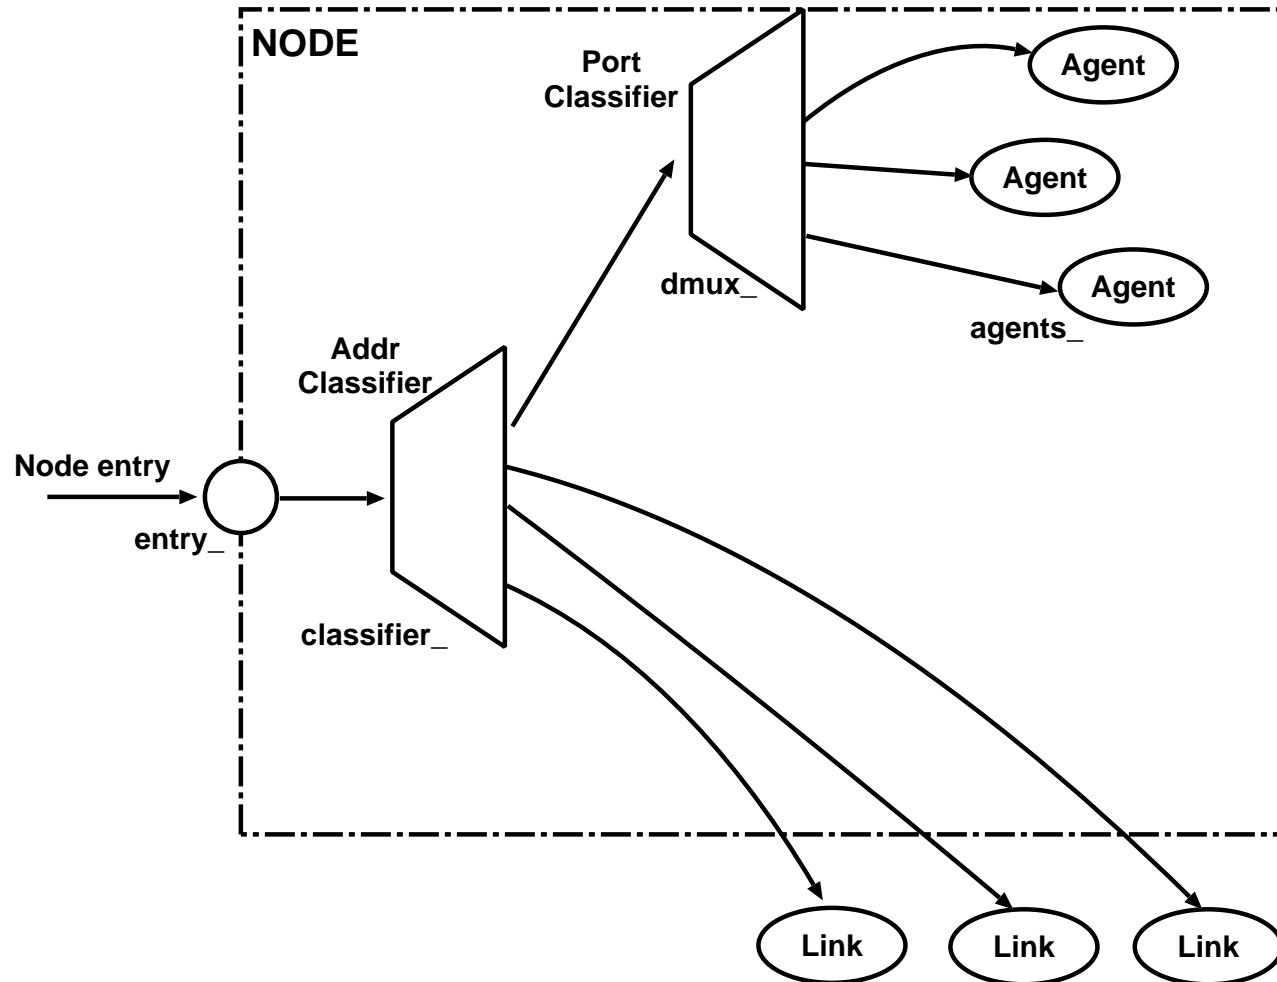 NODE
Port
Classifier
Agent
Agent
dmux_
Agent
agents_
Addr
Classifier
Node entry
entry_
classifier_
Link
Link
Link